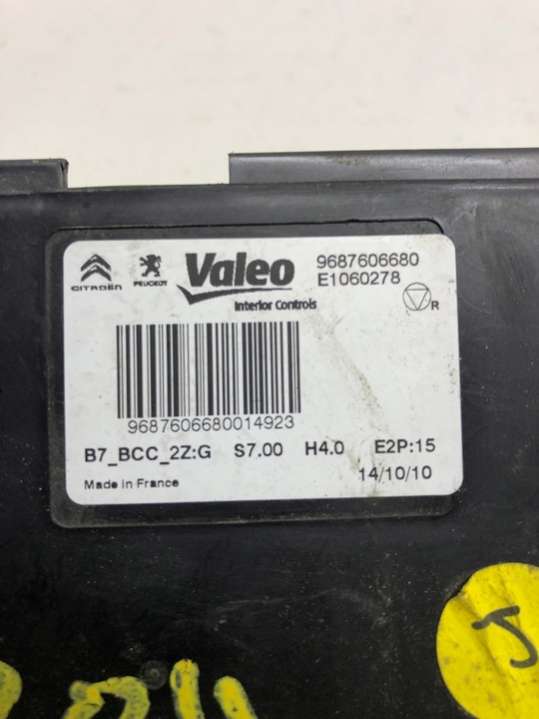 CITROËN PEUGEOT Valeo 9687606680
E1060278
Interior Controls R
9687606680014923
B7_BCC_2Z:G S7.00 H4.0 E2P:15
14/10/10
Made in France
J